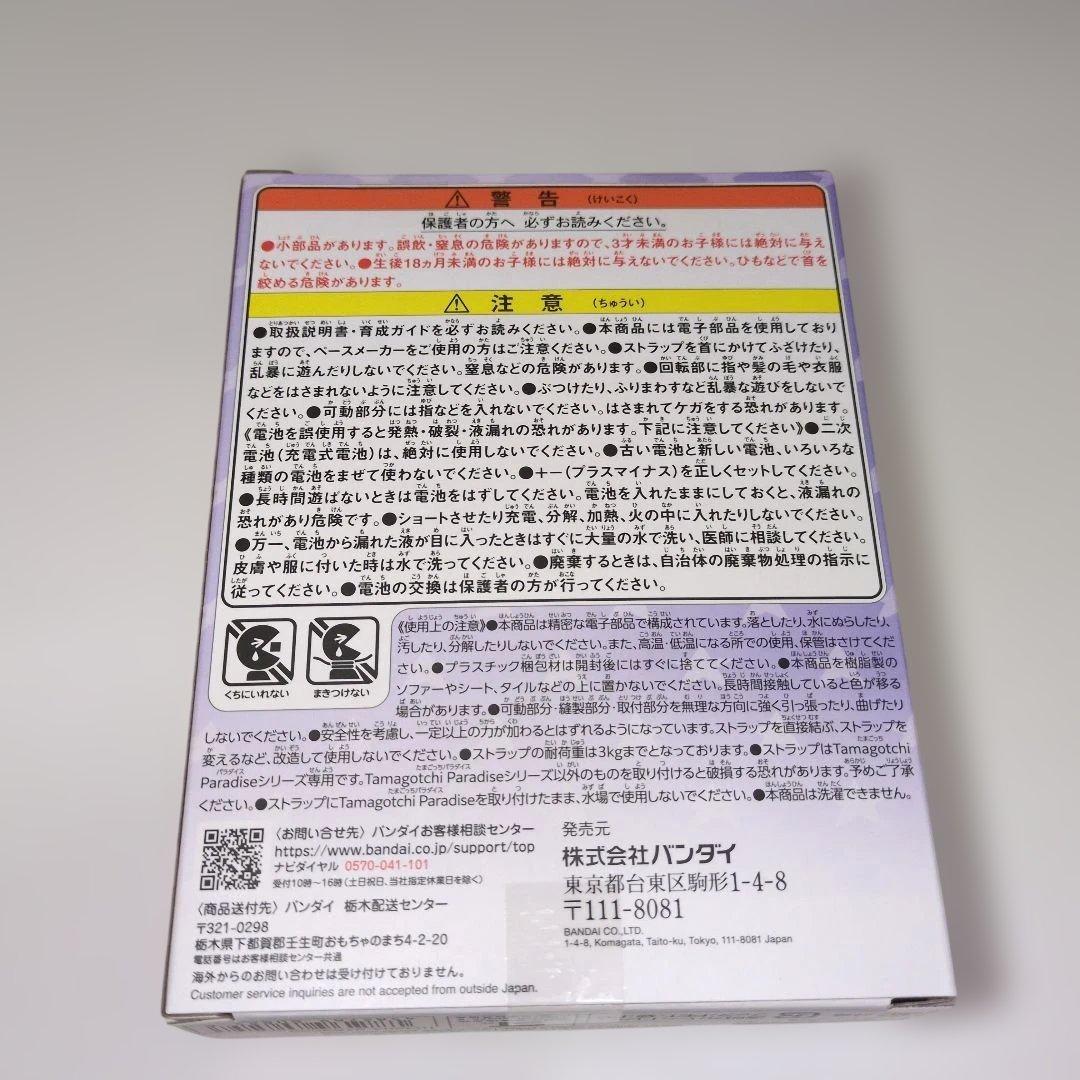 警告 (けいこく)
保護者の方へ 必ずお読みください。
●小部品があります。誤飲・窒息の危険がありますので、3才未満のお子様には絶対に与え
ないでください。●生後18ヵ月未満のお子様には絶対に与えないでください。ひもなどで首を
絞める危険があります。
注意 (ちゅうい)
●取扱説明書・育成ガイドを必ずお読みください。●本商品には電子部品を使用しており
ますので、ペースメーカーをご使用の方はご注意ください。●ストラップを首にかけてふざけたり、
乱暴に遊んだりしないでください。窒息などの危険があります。●回転部に指や髪の毛や衣服
などをはさまれないように注意してください。●ぶつけたり、ふりまわすなど乱暴な遊びをしないで
ください。●可動部分には指などを入れないでください。はさまれてケガをする恐れがあります。
《電池を誤使用すると発熱・破裂・液漏れの恐れがあります。下記に注意してください》●二次
電池(充電式電池)は、絶対に使用しないでください。●古い電池と新しい電池、いろいろな
種類の電池をまぜて使わないでください。●+-(プラスマイナス)を正しくセットしてください。
●長時間遊ばないときは電池をはずしてください。電池を入れたままにしておくと、液漏れの
恐れがあり危険です。●ショートさせたり充電、分解、加熱、火の中に入れたりしないでください。
●万一、電池から漏れた液が目に入ったときはすぐに大量の水で洗い、医師に相談してください。
皮膚や服に付いた時は水で洗ってください。●廃棄するときは、自治体の廃棄物処理の指示に
従ってください。●電池の交換は保護者の方が行ってください。
くちにいれない
まきつけない
《使用上の注意》●本商品は精密な電子部品で構成されています。落としたり、水にぬらしたり、
汚したり、分解したりしないでください。また、高温・低温になる所での使用、保管はさけてくだ
さい。●プラスチック梱包材は開封後にはすぐに捨ててください。●本商品を樹脂製の
ソファーやシート、タイルなどの上に置かないでください。長時間接触していると色が移る
場合があります。●可動部分・縫製部分・取付部分を無理な方向に強く引っ張ったり、曲げたり
しないでください。●安全性を考慮し、一定以上の力が加わるとはずれるようになっています。ストラップを直接結ぶ、ストラップを
変えるなど、改造して使用しないでください。●ストラップの耐荷重は3kgまでとなっております。●ストラップはTamagotchi
Paradiseシリーズ専用です。Tamagotchi Paradiseシリーズ以外のものを取り付けると破損する恐れがあります。予めご了承
ください。●ストラップにTamagotchi Paradiseを取り付けたまま、水場で使用しないでください。●本商品は洗濯できません。
〈お問い合せ先〉バンダイお客様相談センター
https://www.bandai.co.jp/support/top
ナビダイヤル 0570-041-101
受付10時〜16時(土日祝日、当社指定休業日を除く)
〈商品送付先〉バンダイ 栃木配送センター
〒321-0298
栃木県下都賀郡壬生町おもちゃのまち4-2-20
電話番号はお客様相談センター共通
海外からのお問い合わせは受け付けておりません。
Customer service inquiries are not accepted from outside Japan.
発売元
株式会社バンダイ
東京都台東区駒形1-4-8
〒111-8081
BANDAI CO.,LTD.
1-4-8, Komagata, Taito-ku, Tokyo, 111-8081 Japan